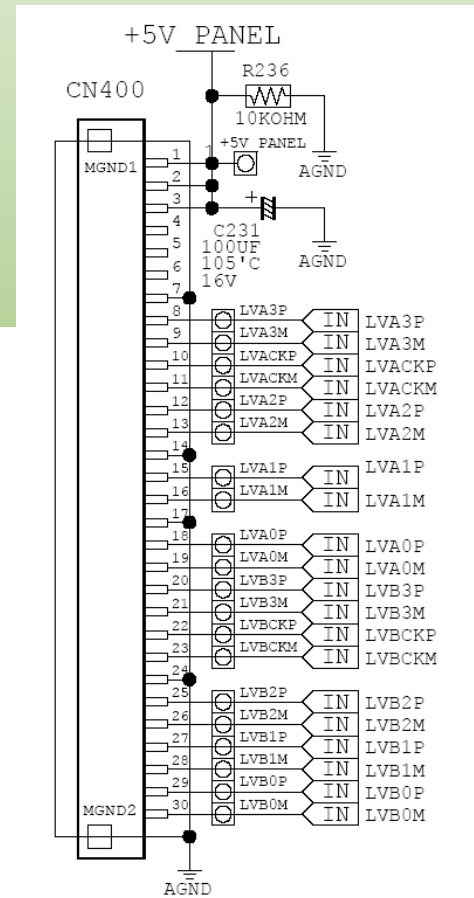 +5V PANEL
R236
10KOHM
AGND
CN400
MGND1
1
1
+5V PANEL
2
3
+
C231
100UF
105'C
16V
AGND
4
5
6
7
8 LVA3P IN LVA3P
9 LVA3M IN LVA3M
10 LVACKP IN LVACKP
11 LVACKM IN LVACKM
12 LVA2P IN LVA2P
13 LVA2M IN LVA2M
14
15 LVA1P IN LVA1P
16 LVA1M IN LVA1M
17
18 LVA0P IN LVA0P
19 LVA0M IN LVA0M
20 LVB3P IN LVB3P
21 LVB3M IN LVB3M
22 LVBCKP IN LVBCKP
23 LVBCKM IN LVBCKM
24
25 LVB2P IN LVB2P
26 LVB2M IN LVB2M
27 LVB1P IN LVB1P
28 LVB1M IN LVB1M
29 LVB0P IN LVB0P
30 LVB0M IN LVB0M
MGND2
AGND